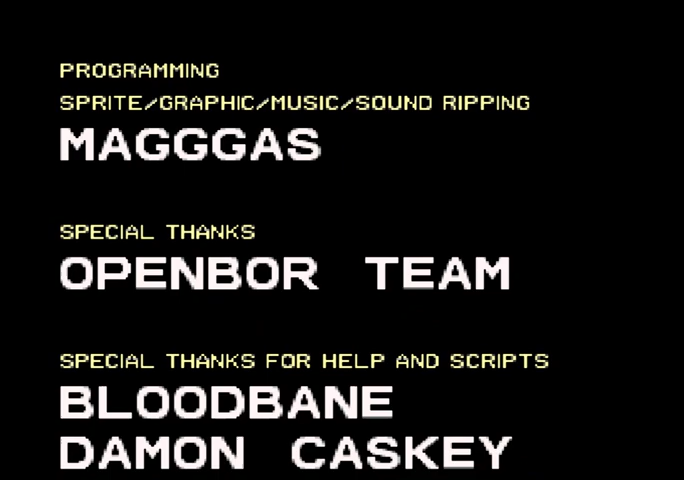 PROGRAMMING
SPRITE/GRAPHIC/MUSIC/SOUND RIPPING
MAGGGAS
SPECIAL THANKS
OPENBOR TEAM
SPECIAL THANKS FOR HELP AND SCRIPTS
BLOODBANE
DAMON CASKEY